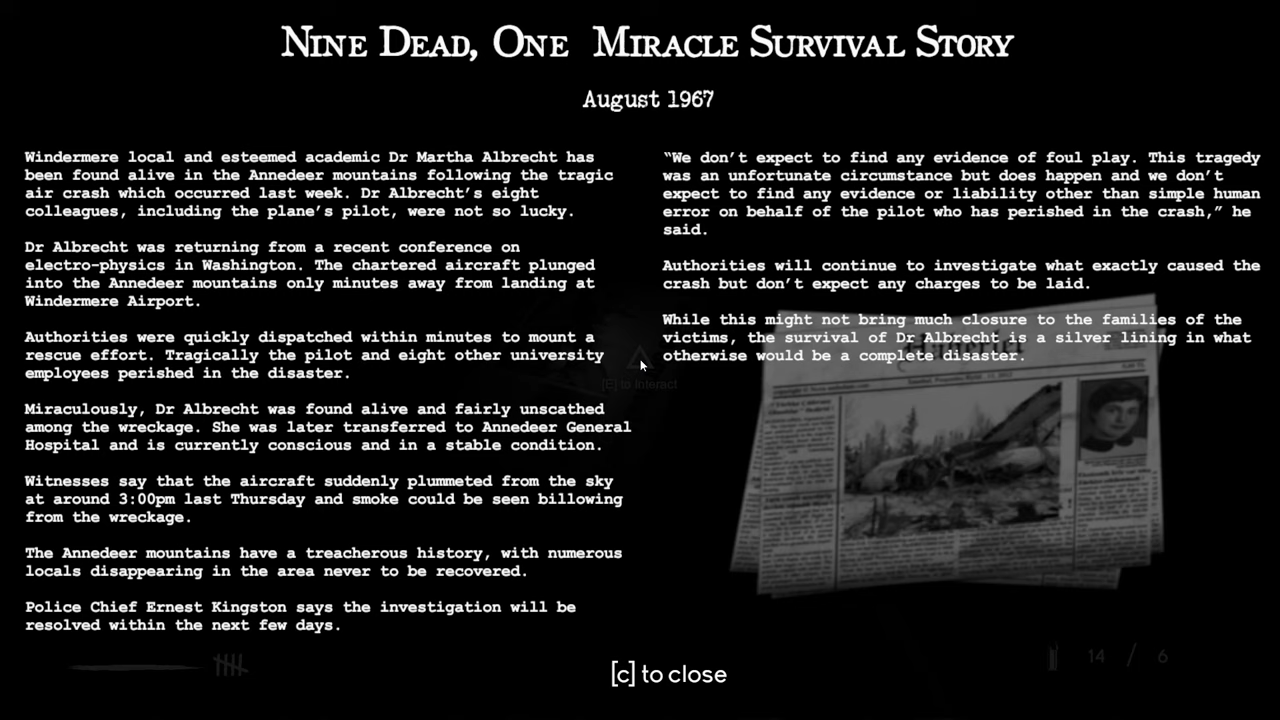 Nine Dead, One Miracle Survival Story
August 1967
Windermere local and esteemed academic Dr Martha Albrecht has
been found alive in the Annedeer mountains following the tragic
air crash which occurred last week. Dr Albrecht's eight
colleagues, including the plane's pilot, were not so lucky.
Dr Albrecht was returning from a recent conference on
electro-physics in Washington. The chartered aircraft plunged
into the Annedeer mountains only minutes away from landing at
Windermere Airport.
Authorities were quickly dispatched within minutes to mount a
rescue effort. Tragically the pilot and eight other university
employees perished in the disaster.
Miraculously, Dr Albrecht was found alive and fairly unscathed
among the wreckage. She was later transferred to Annedeer General
Hospital and is currently conscious and in a stable condition.
Witnesses say that the aircraft suddenly plummeted from the sky
at around 3:00pm last Thursday and smoke could be seen billowing
from the wreckage.
The Annedeer mountains have a treacherous history, with numerous
locals disappearing in the area never to be recovered.
Police Chief Ernest Kingston says the investigation will be
resolved within the next few days.
"We don't expect to find any evidence of foul play. This tragedy
was an unfortunate circumstance but does happen and we don't
expect to find any evidence or liability other than simple human
error on behalf of the pilot who has perished in the crash," he
said.
Authorities will continue to investigate what exactly caused the
crash but don't expect any charges to be laid.
While this might not bring much closure to the families of the
victims, the survival of Dr Albrecht is a silver lining in what
otherwise would be a complete disaster.
[E] to Interact
14 / 6
[c] to close